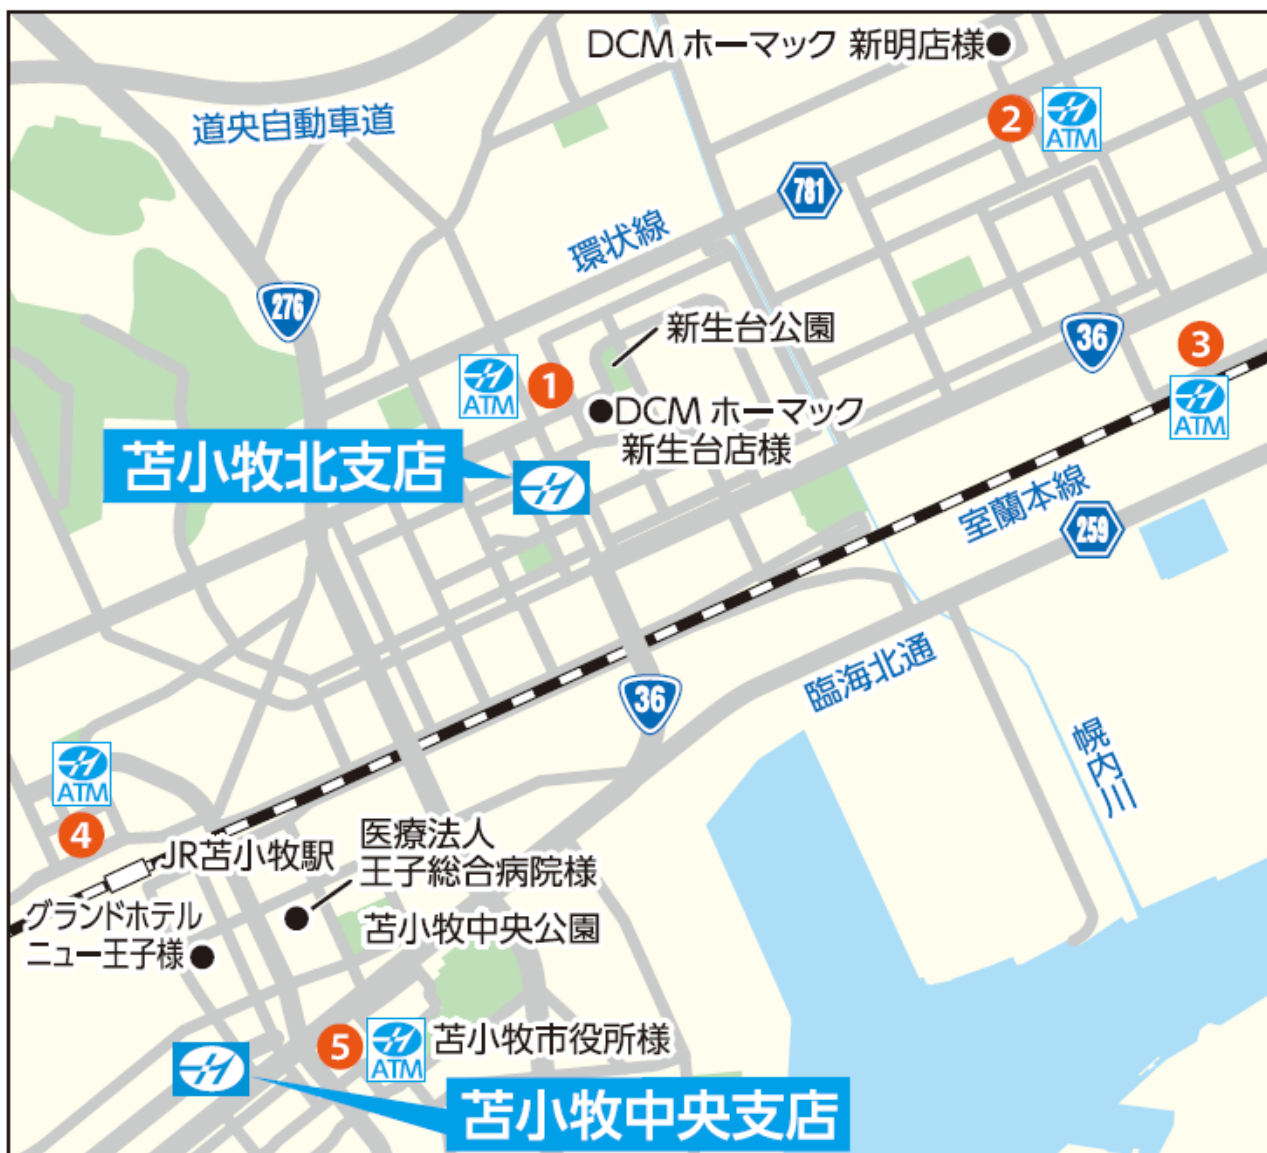 DCM ホーマック 新明店様
道央自動車道
2
ATM
781
環状線
276
新生台公園
36
3
ATM
1
ATM
DCM ホーマック
新生台店様
苫小牧北支店
室蘭本線
259
臨海北通
36
幌内川
ATM
4
JR苫小牧駅
医療法人
王子総合病院様
グランドホテル
ニュー王子様
苫小牧中央公園
5
ATM
苫小牧市役所様
苫小牧中央支店